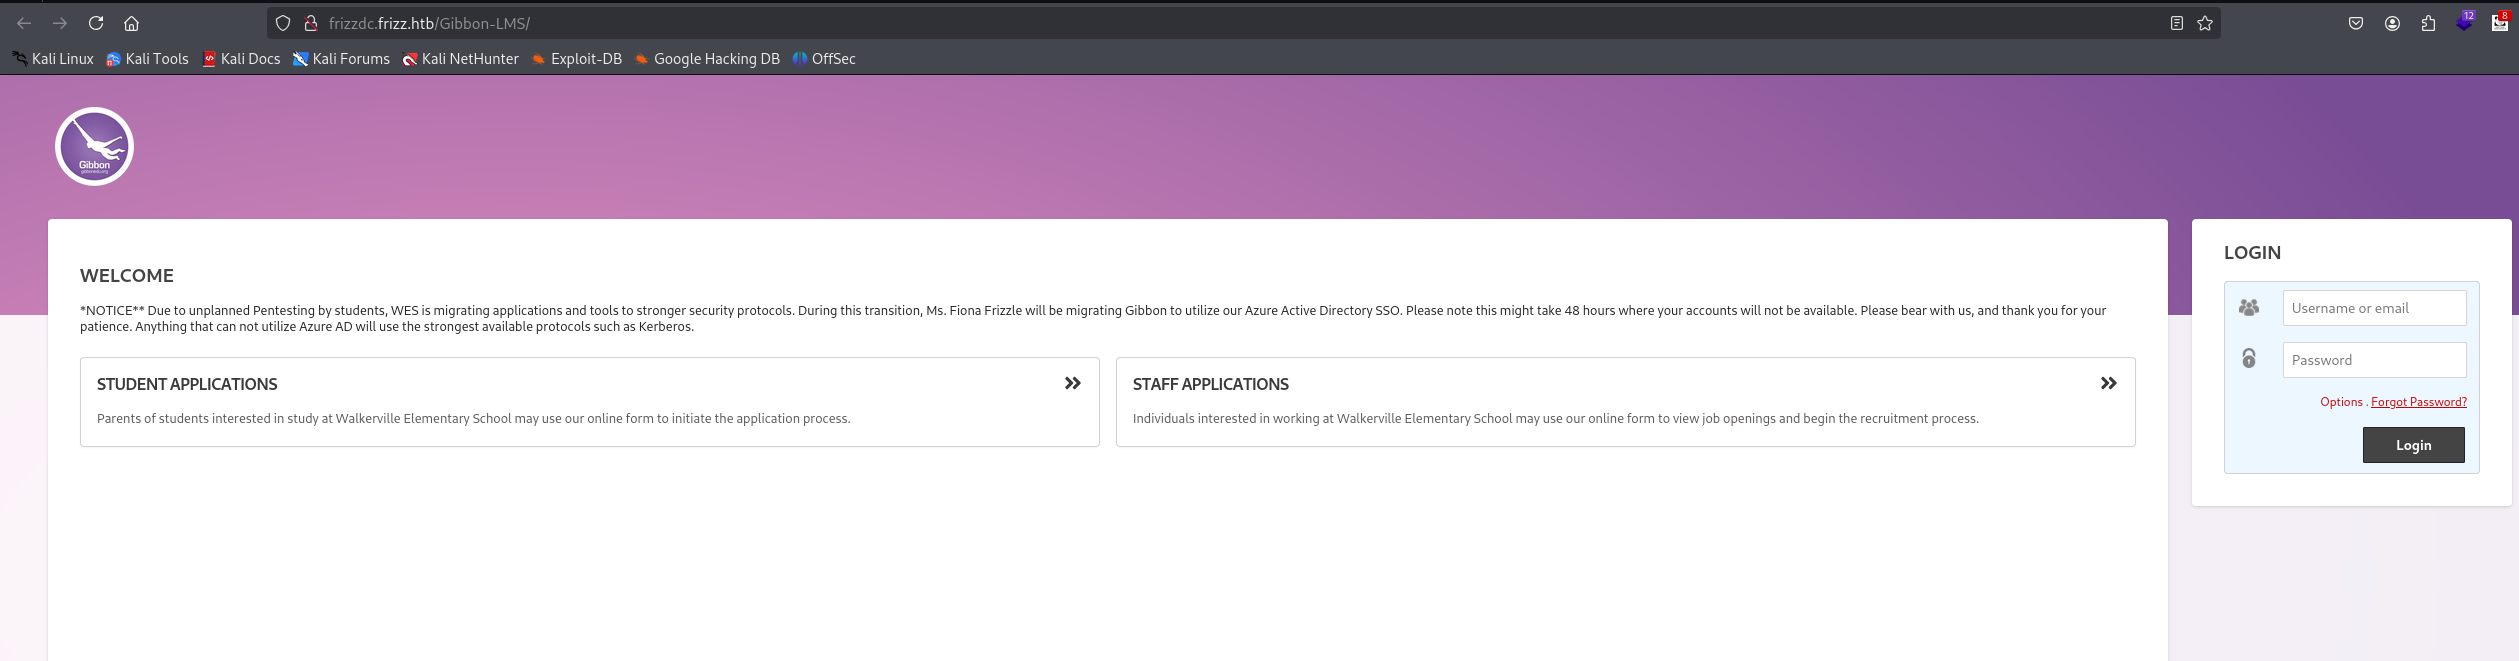 frizzdc.frizz.htb/Gibbon-LMS/
12
8
Kali Linux Kali Tools Kali Docs Kali Forums Kali NetHunter Exploit-DB Google Hacking DB OffSec
Gibbon
WELCOME
*NOTICE** Due to unplanned Pentesting by students, WES is migrating applications and tools to stronger security protocols. During this transition, Ms. Fiona Frizzle will be migrating Gibbon to utilize our Azure Active Directory SSO. Please note this might take 48 hours where your accounts will not be available. Please bear with us, and thank you for your
patience. Anything that can not utilize Azure AD will use the strongest available protocols such as Kerberos.
STUDENT APPLICATIONS
Parents of students interested in study at Walkerville Elementary School may use our online form to initiate the application process.
STAFF APPLICATIONS
Individuals interested in working at Walkerville Elementary School may use our online form to view job openings and begin the recruitment process.
LOGIN
Username or email
Password
Options . Forgot Password?
Login